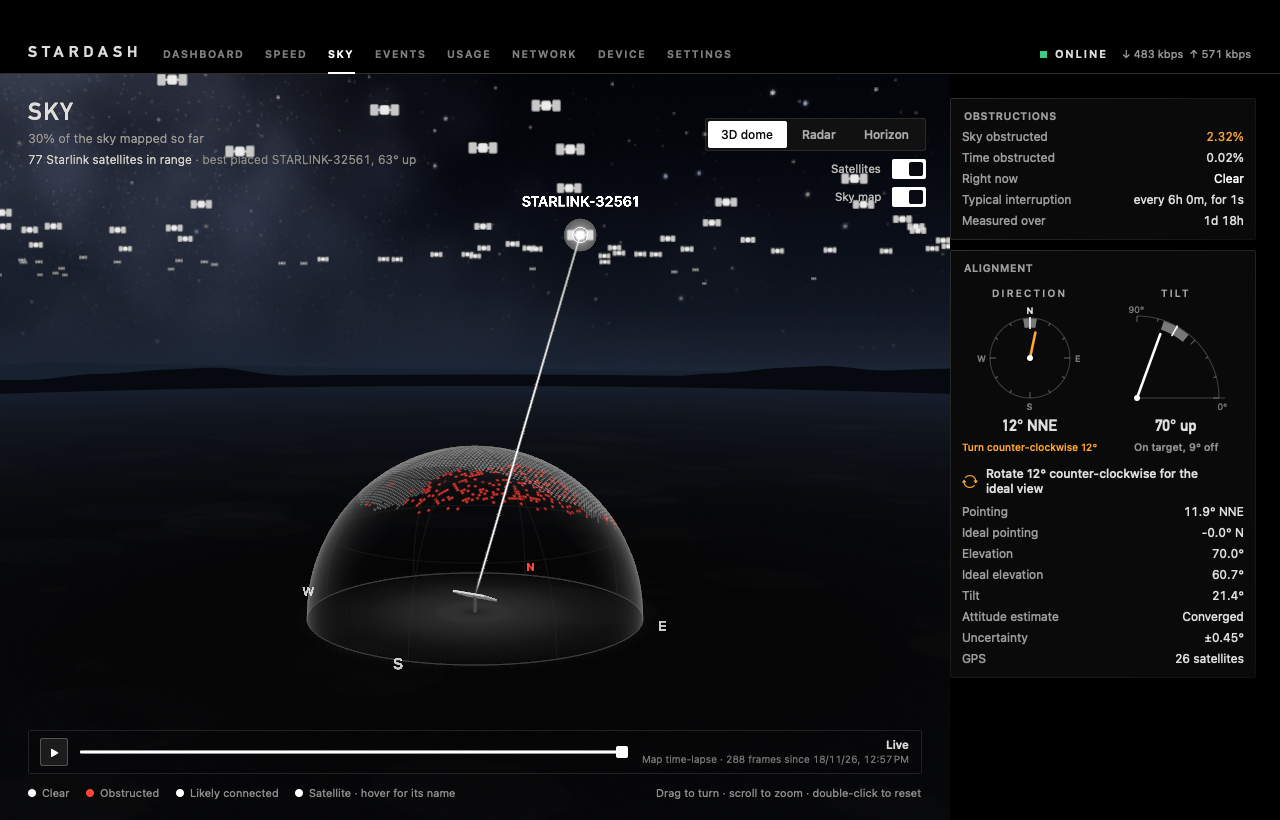 STARDASH DASHBOARD SPEED SKY EVENTS USAGE NETWORK DEVICE SETTINGS ONLINE ↓ 483 kbps ↑ 571 kbps
SKY
30% of the sky mapped so far
77 Starlink satellites in range · best placed STARLINK-32561, 63° up
3D dome Radar Horizon
Satellites
Sky map
STARLINK-32561
N
W
E
S
Live
Map time-lapse · 288 frames since 18/11/26, 12:57 PM
Clear Obstructed Likely connected Satellite · hover for its name
Drag to turn · scroll to zoom · double-click to reset
OBSTRUCTIONS
Sky obstructed 2.32%
Time obstructed 0.02%
Right now Clear
Typical interruption every 6h 0m, for 1s
Measured over 1d 18h
ALIGNMENT
DIRECTION TILT
N
W E
S
90°
0°
12° NNE 70° up
Turn counter-clockwise 12° On target, 9° off
Rotate 12° counter-clockwise for the
ideal view
Pointing 11.9° NNE
Ideal pointing -0.0° N
Elevation 70.0°
Ideal elevation 60.7°
Tilt 21.4°
Attitude estimate Converged
Uncertainty ±0.45°
GPS 26 satellites